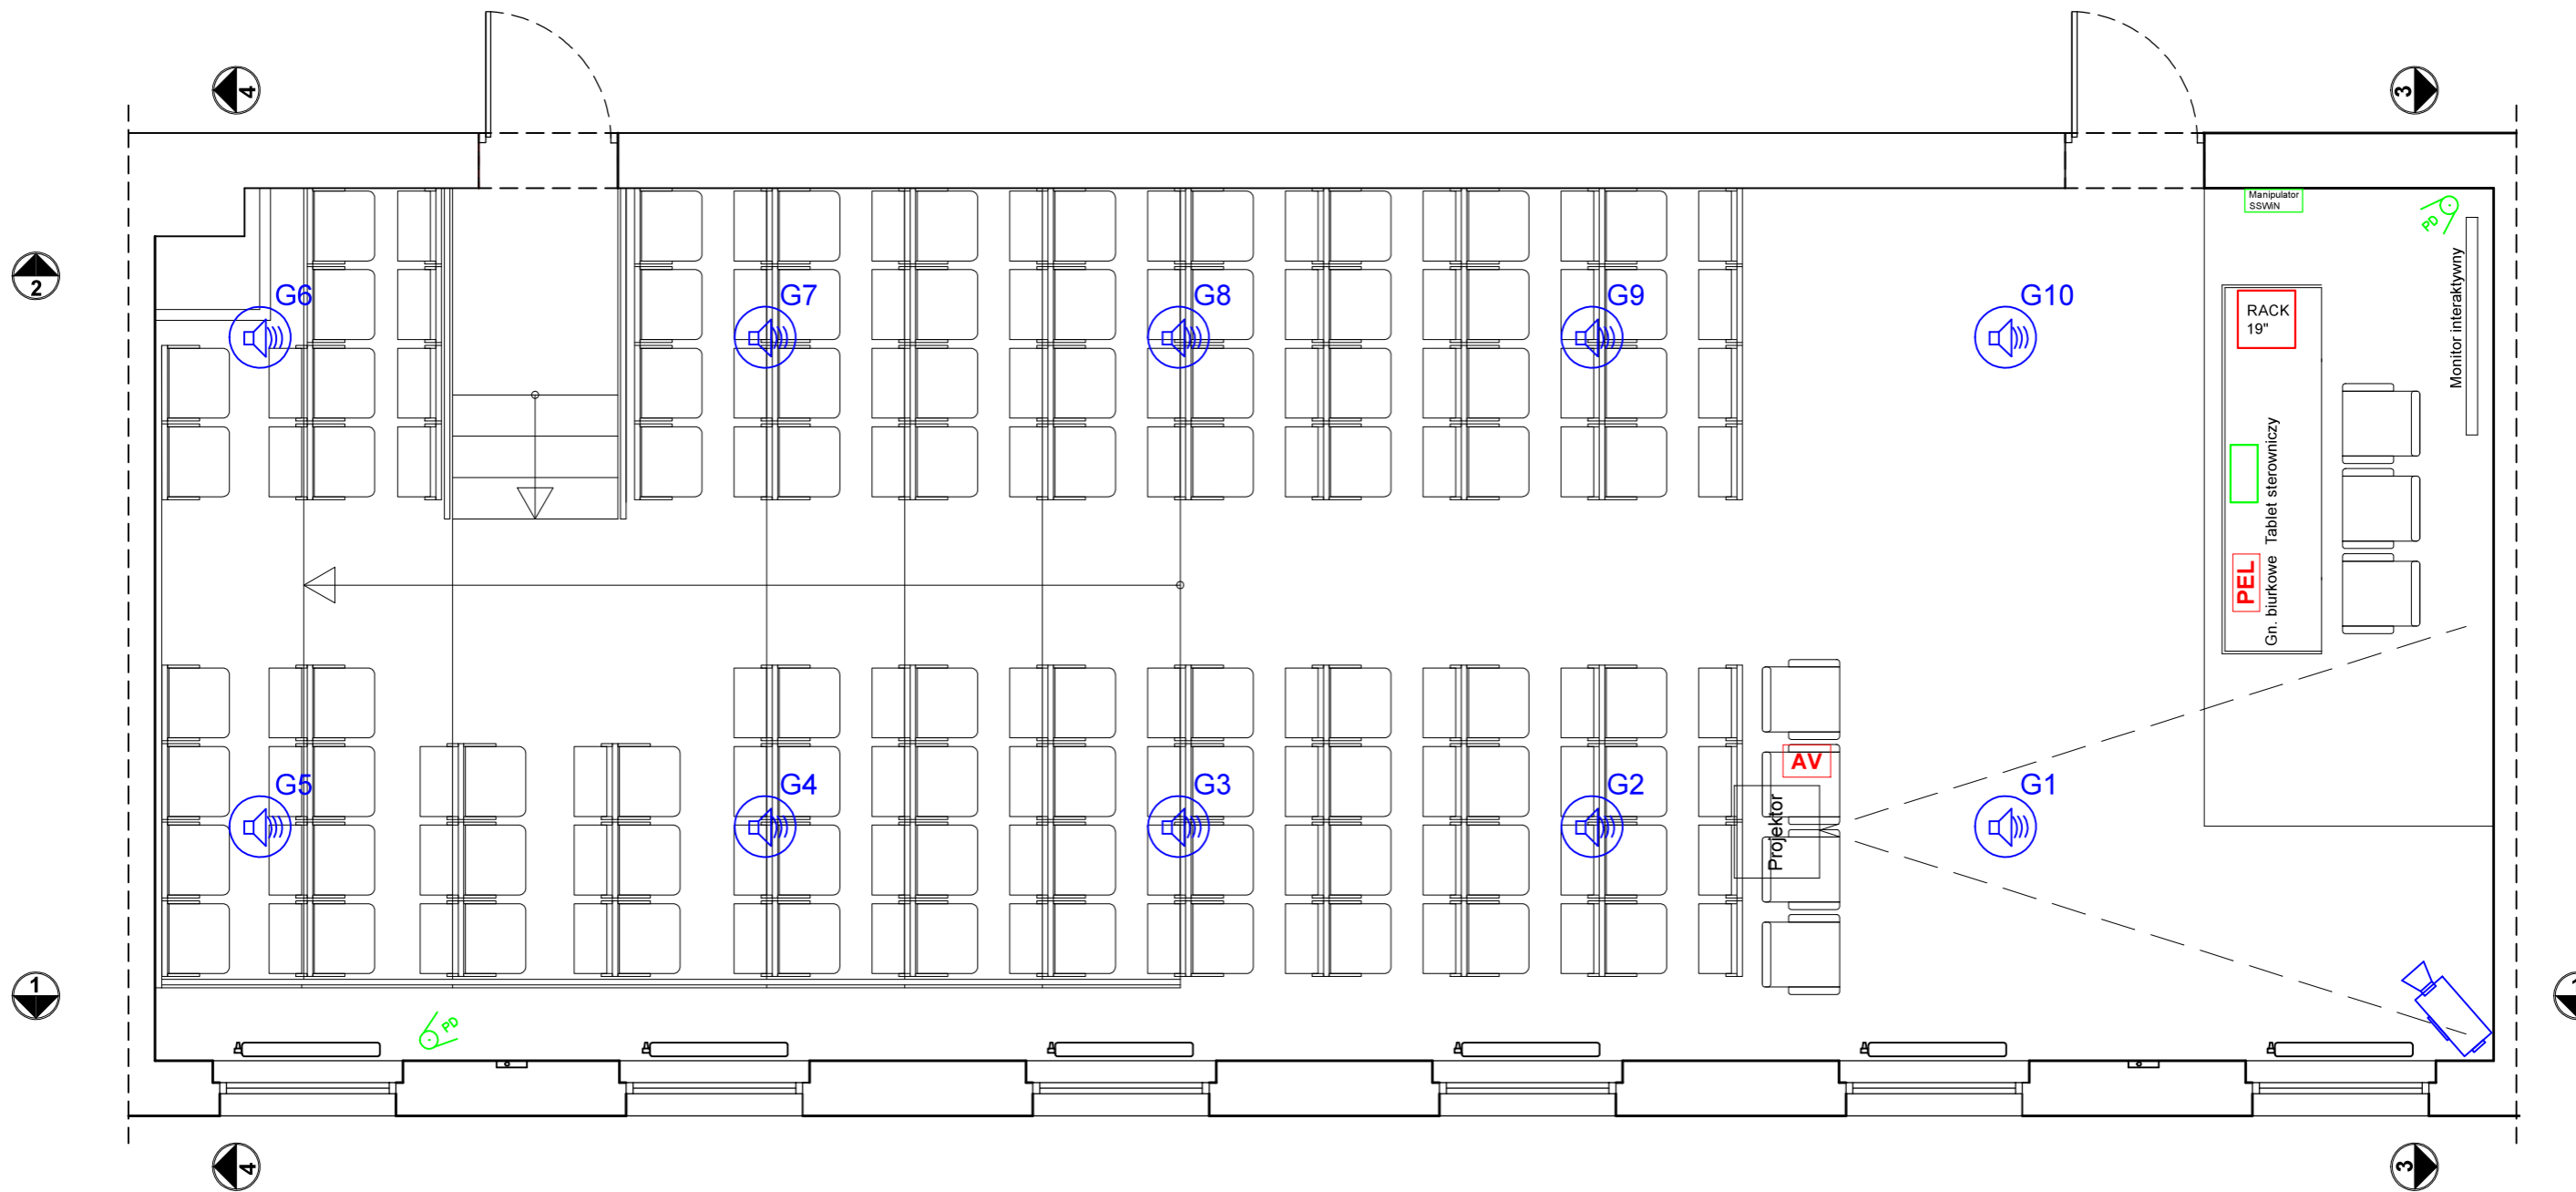 4
3
Manipulator
SSWiN
PD
2
G6
G7
G8
G9
G10
RACK
19"
Monitor interaktywny
Tablet sterowniczy
PEL
Gn. biurkowe
AV
G5
G4
G3
G2
Projektor
G1
1
1
PD
4
3